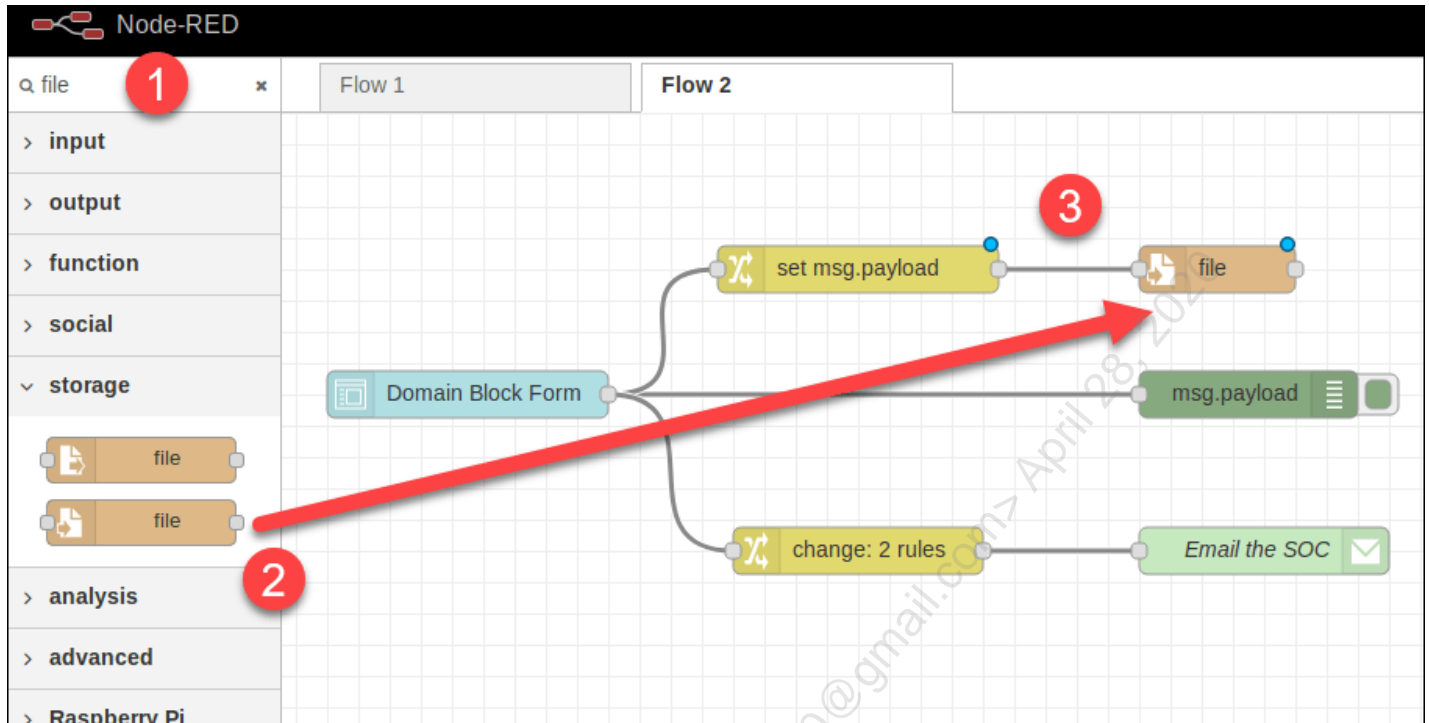 Node-RED
file
1
Flow 1
Flow 2
input
output
function
social
storage
file
file
2
analysis
advanced
Raspberry Pi
3
set msg.payload
file
Domain Block Form
msg.payload
change: 2 rules
Email the SOC
@gmail.com> April 28, 2020